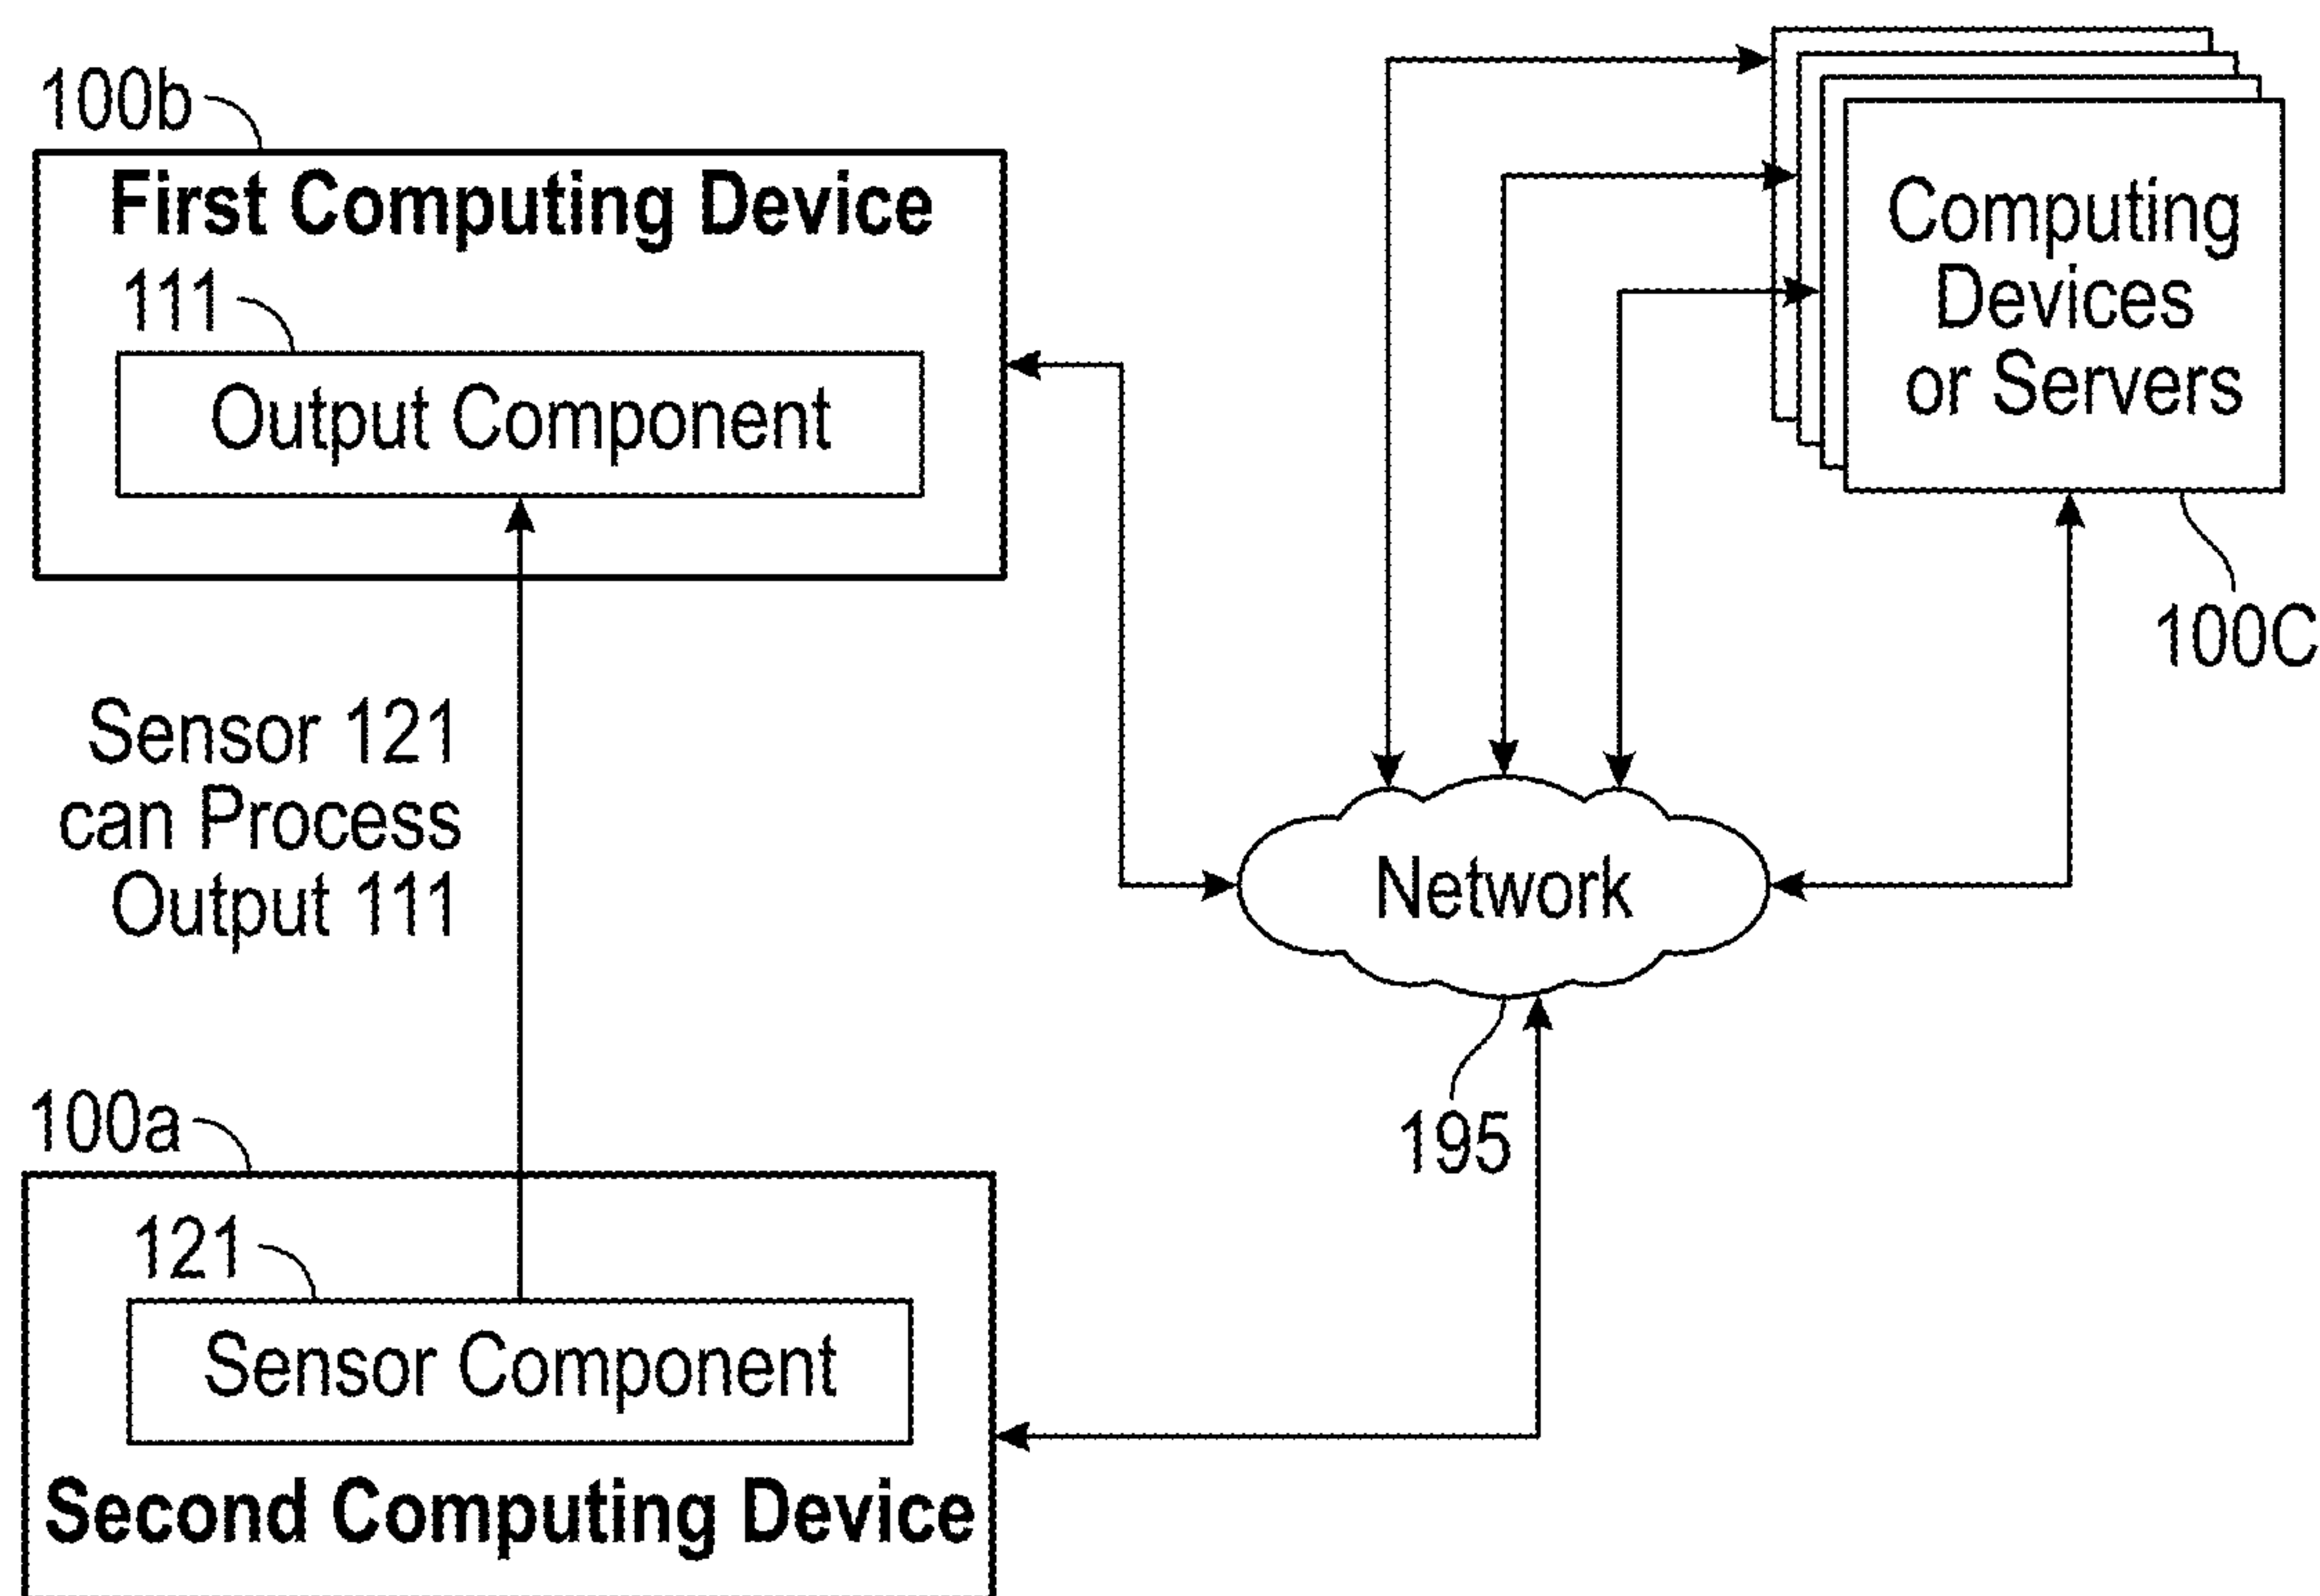 100b
First Computing Device
111
Output Component
Computing
Devices
or Servers
100C
Sensor 121
can Process
Output 111
Network
195
100a
121
Sensor Component
Second Computing Device